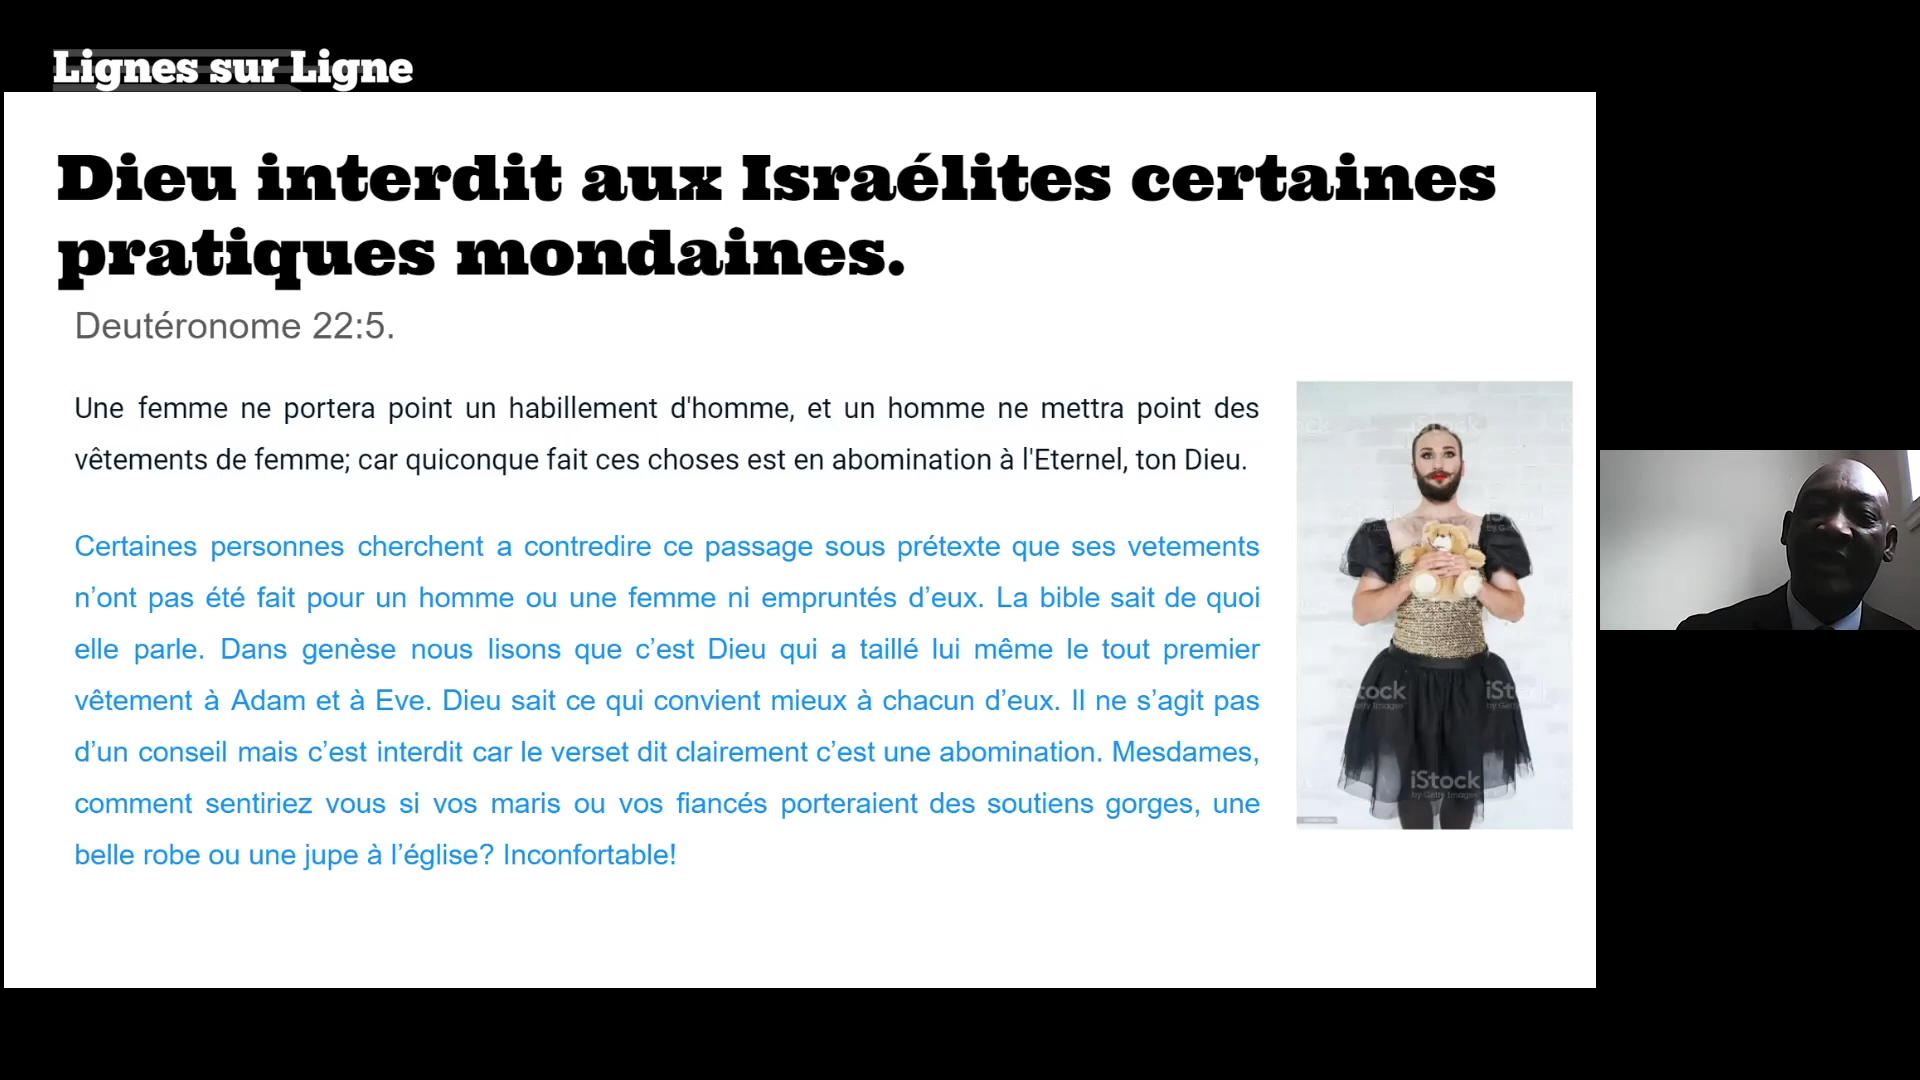 Lignes sur Ligne
Dieu interdit aux Israélites certaines
pratiques mondaines.
Deutéronome 22:5.
Une femme ne portera point un habillement d'homme, et un homme ne mettra point des
vêtements de femme; car quiconque fait ces choses est en abomination à l'Eternel, ton Dieu.
Certaines personnes cherchent a contredire ce passage sous prétexte que ses vetements
n’ont pas été fait pour un homme ou une femme ni empruntés d’eux. La bible sait de quoi
elle parle. Dans genèse nous lisons que c’est Dieu qui a taillé lui même le tout premier
vêtement à Adam et à Eve. Dieu sait ce qui convient mieux à chacun d’eux. Il ne s’agit pas
d’un conseil mais c’est interdit car le verset dit clairement c’est une abomination. Mesdames,
comment sentiriez vous si vos maris ou vos fiancés porteraient des soutiens gorges, une
belle robe ou une jupe à l’église? Inconfortable!
iStock
by Getty Images